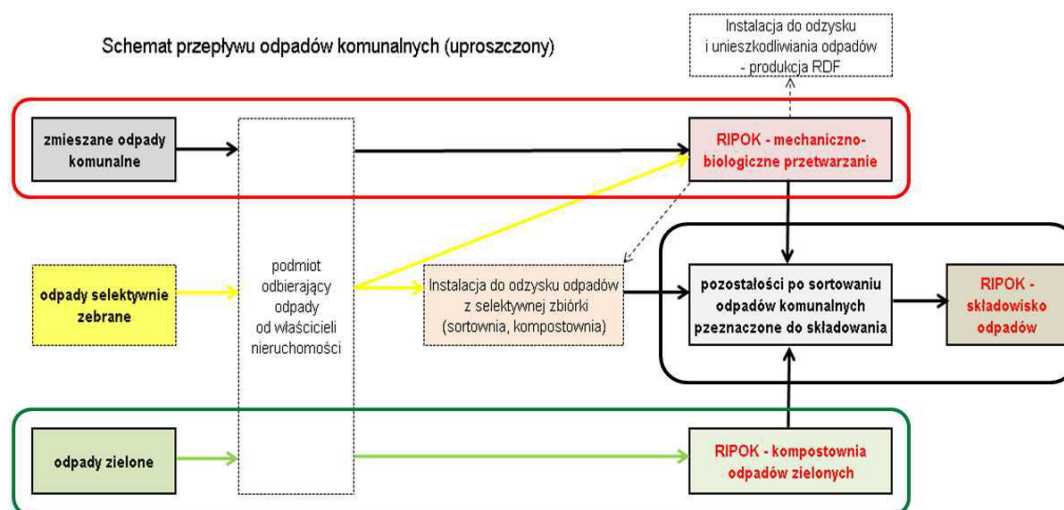 Schemat przepływu odpadów komunalnych (uproszczony)
Instalacja do odzysku
i unieszkodliwiania odpadów
- produkcja RDF
zmieszane odpady
komunalne
RIPOK - mechaniczno-
biologiczne przetwarzanie
odpady selektywnie
zebrane
podmiot
odbierający
odpady
od właścicieli
nieruchomości
Instalacja do odzysku odpadów
z selektywnej zbiórki
(sortownia, kompostownia)
pozostałości po sortowaniu
odpadów komunalnych
pzeznaczone do składowania
RIPOK -
składowisko
odpadów
odpady zielone
RIPOK - kompostownia
odpadów zielonych